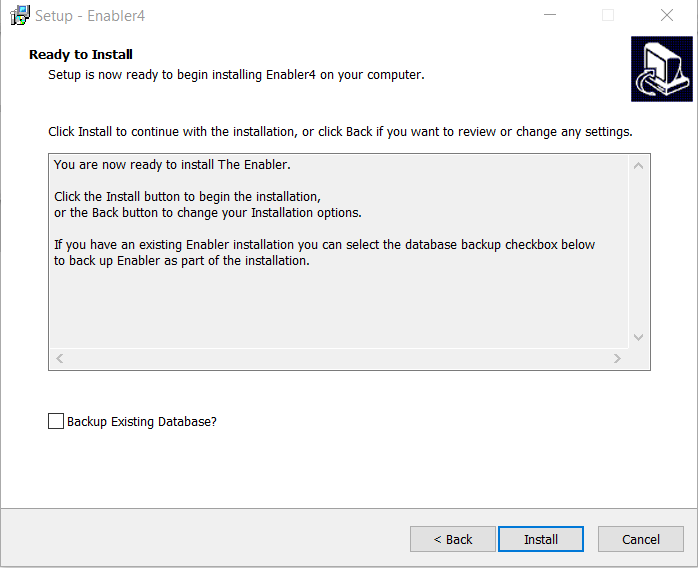 Setup - Enabler4
Ready to Install
Setup is now ready to begin installing Enabler4 on your computer.
Click Install to continue with the installation, or click Back if you want to review or change any settings.
You are now ready to install The Enabler.
Click the Install button to begin the installation,
or the Back button to change your Installation options.
If you have an existing Enabler installation you can select the database backup checkbox below
to back up Enabler as part of the installation.
Backup Existing Database?
< Back
Install
Cancel